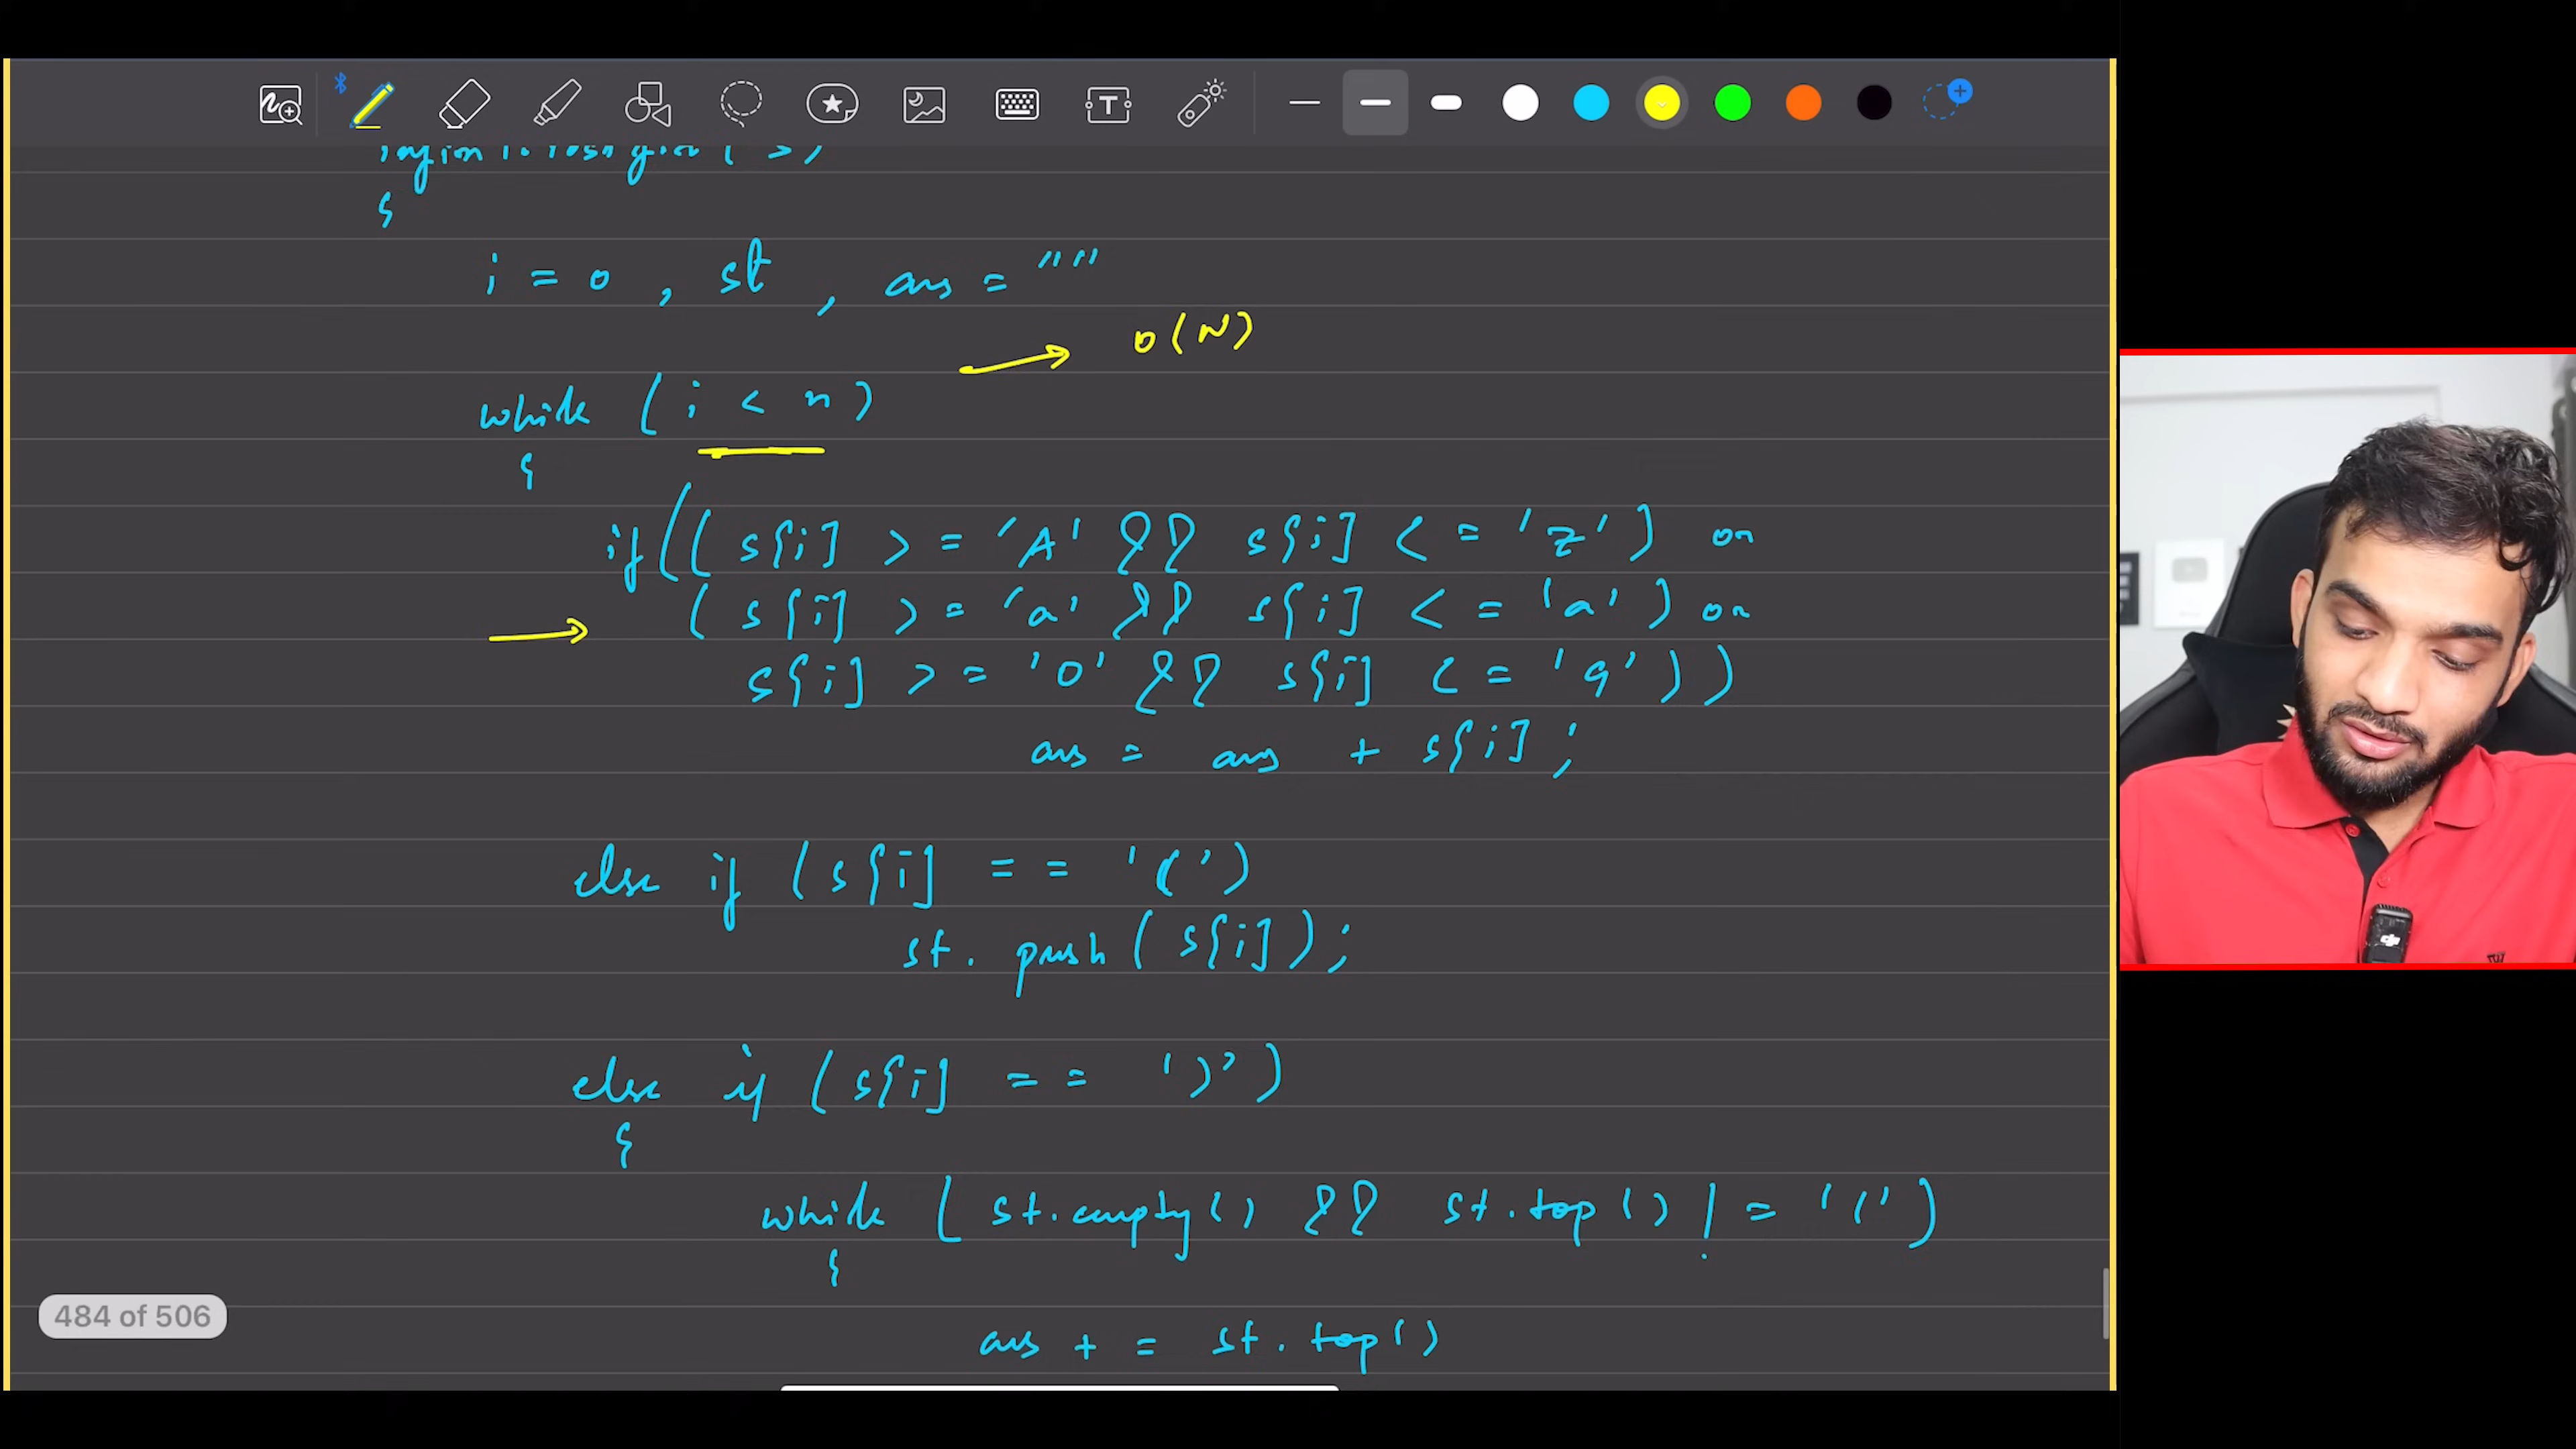 {
i = 0 , st , ans = ""
O(N)
while ( i < n )
{
if(( s[i] >= 'A' && s[i] <= 'Z' ) or
( s[i] >= 'a' && s[i] <= 'a' ) or
s[i] >= '0' && s[i] <= '9' ))
ans = ans + s[i] ;
else if ( s[i] == '(' )
st. push ( s[i] ) ;
else if ( s[i] == ')' )
{
while ( st.empty() && st.top() != '(' )
{
ans += st. top()
484 of 506